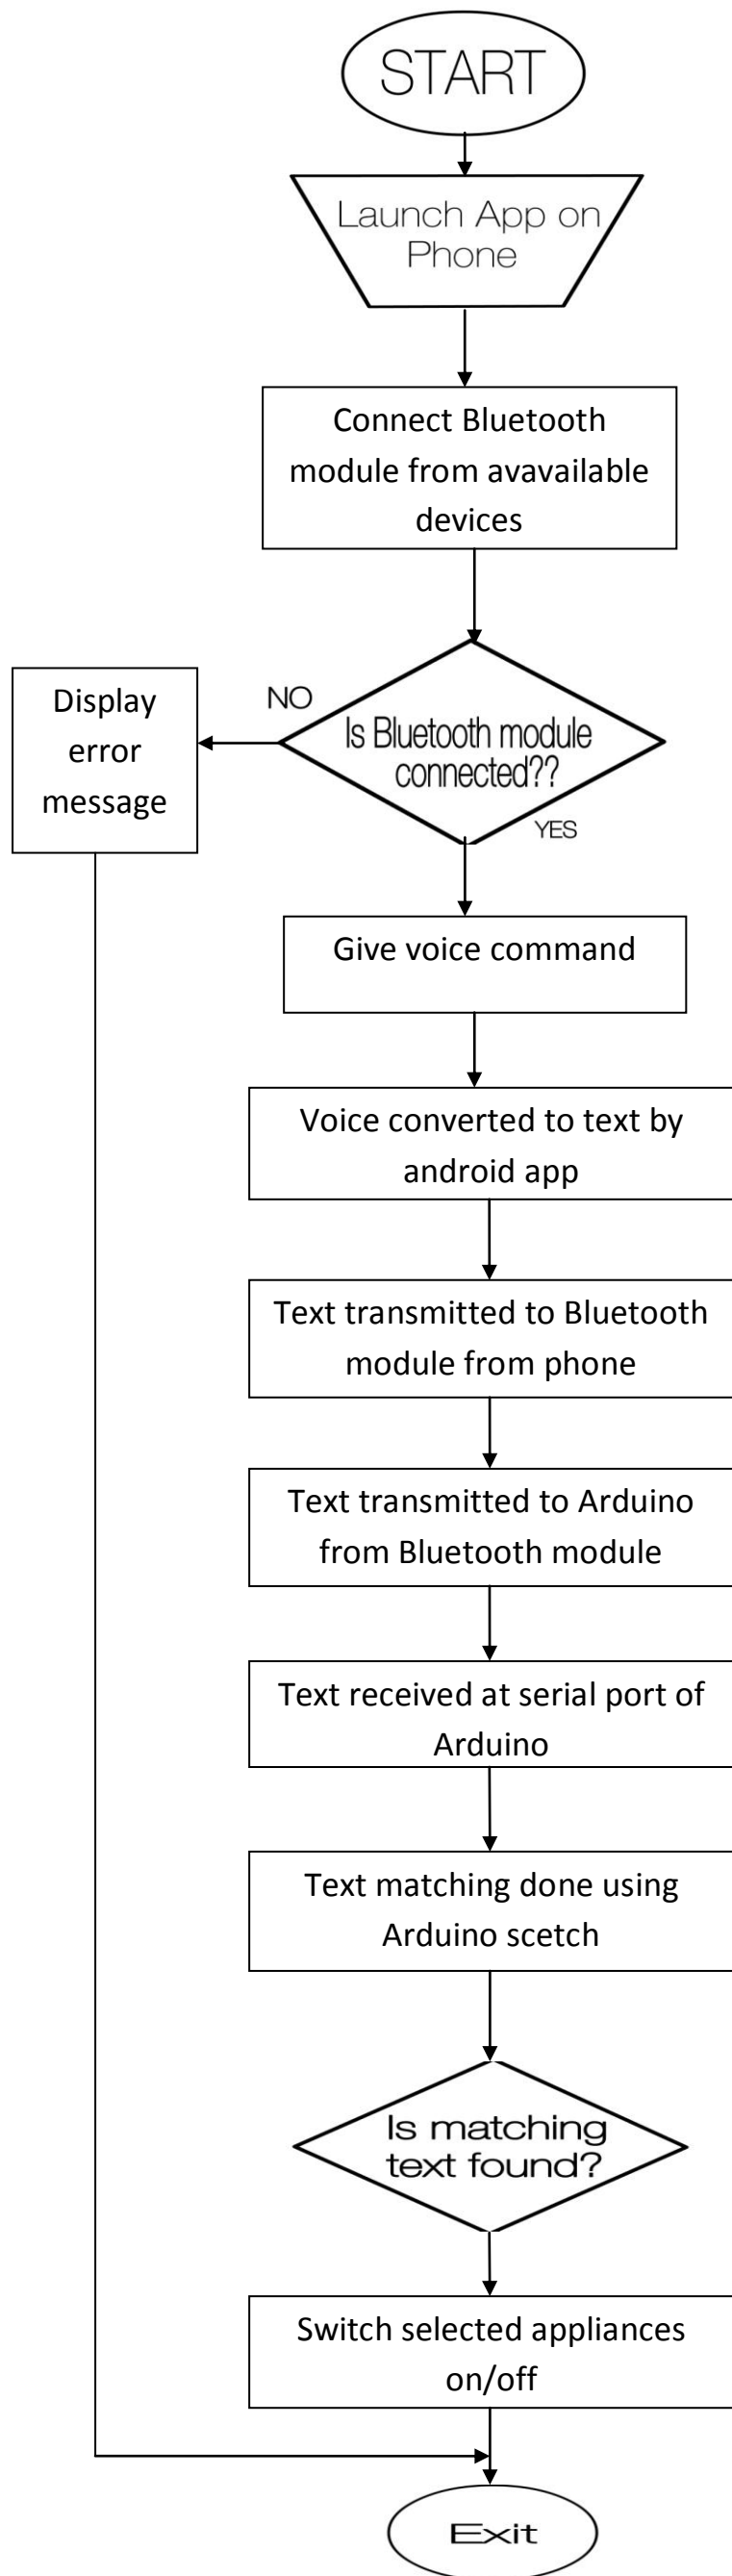 START
Launch App on
Phone
Connect Bluetooth
module from avavailable
devices
Display
error
message
NO
Is Bluetooth module
connected??
YES
Give voice command
Voice converted to text by
android app
Text transmitted to Bluetooth
module from phone
Text transmitted to Arduino
from Bluetooth module
Text received at serial port of
Arduino
Text matching done using
Arduino scetch
Is matching
text found?
Switch selected appliances
on/off
Exit